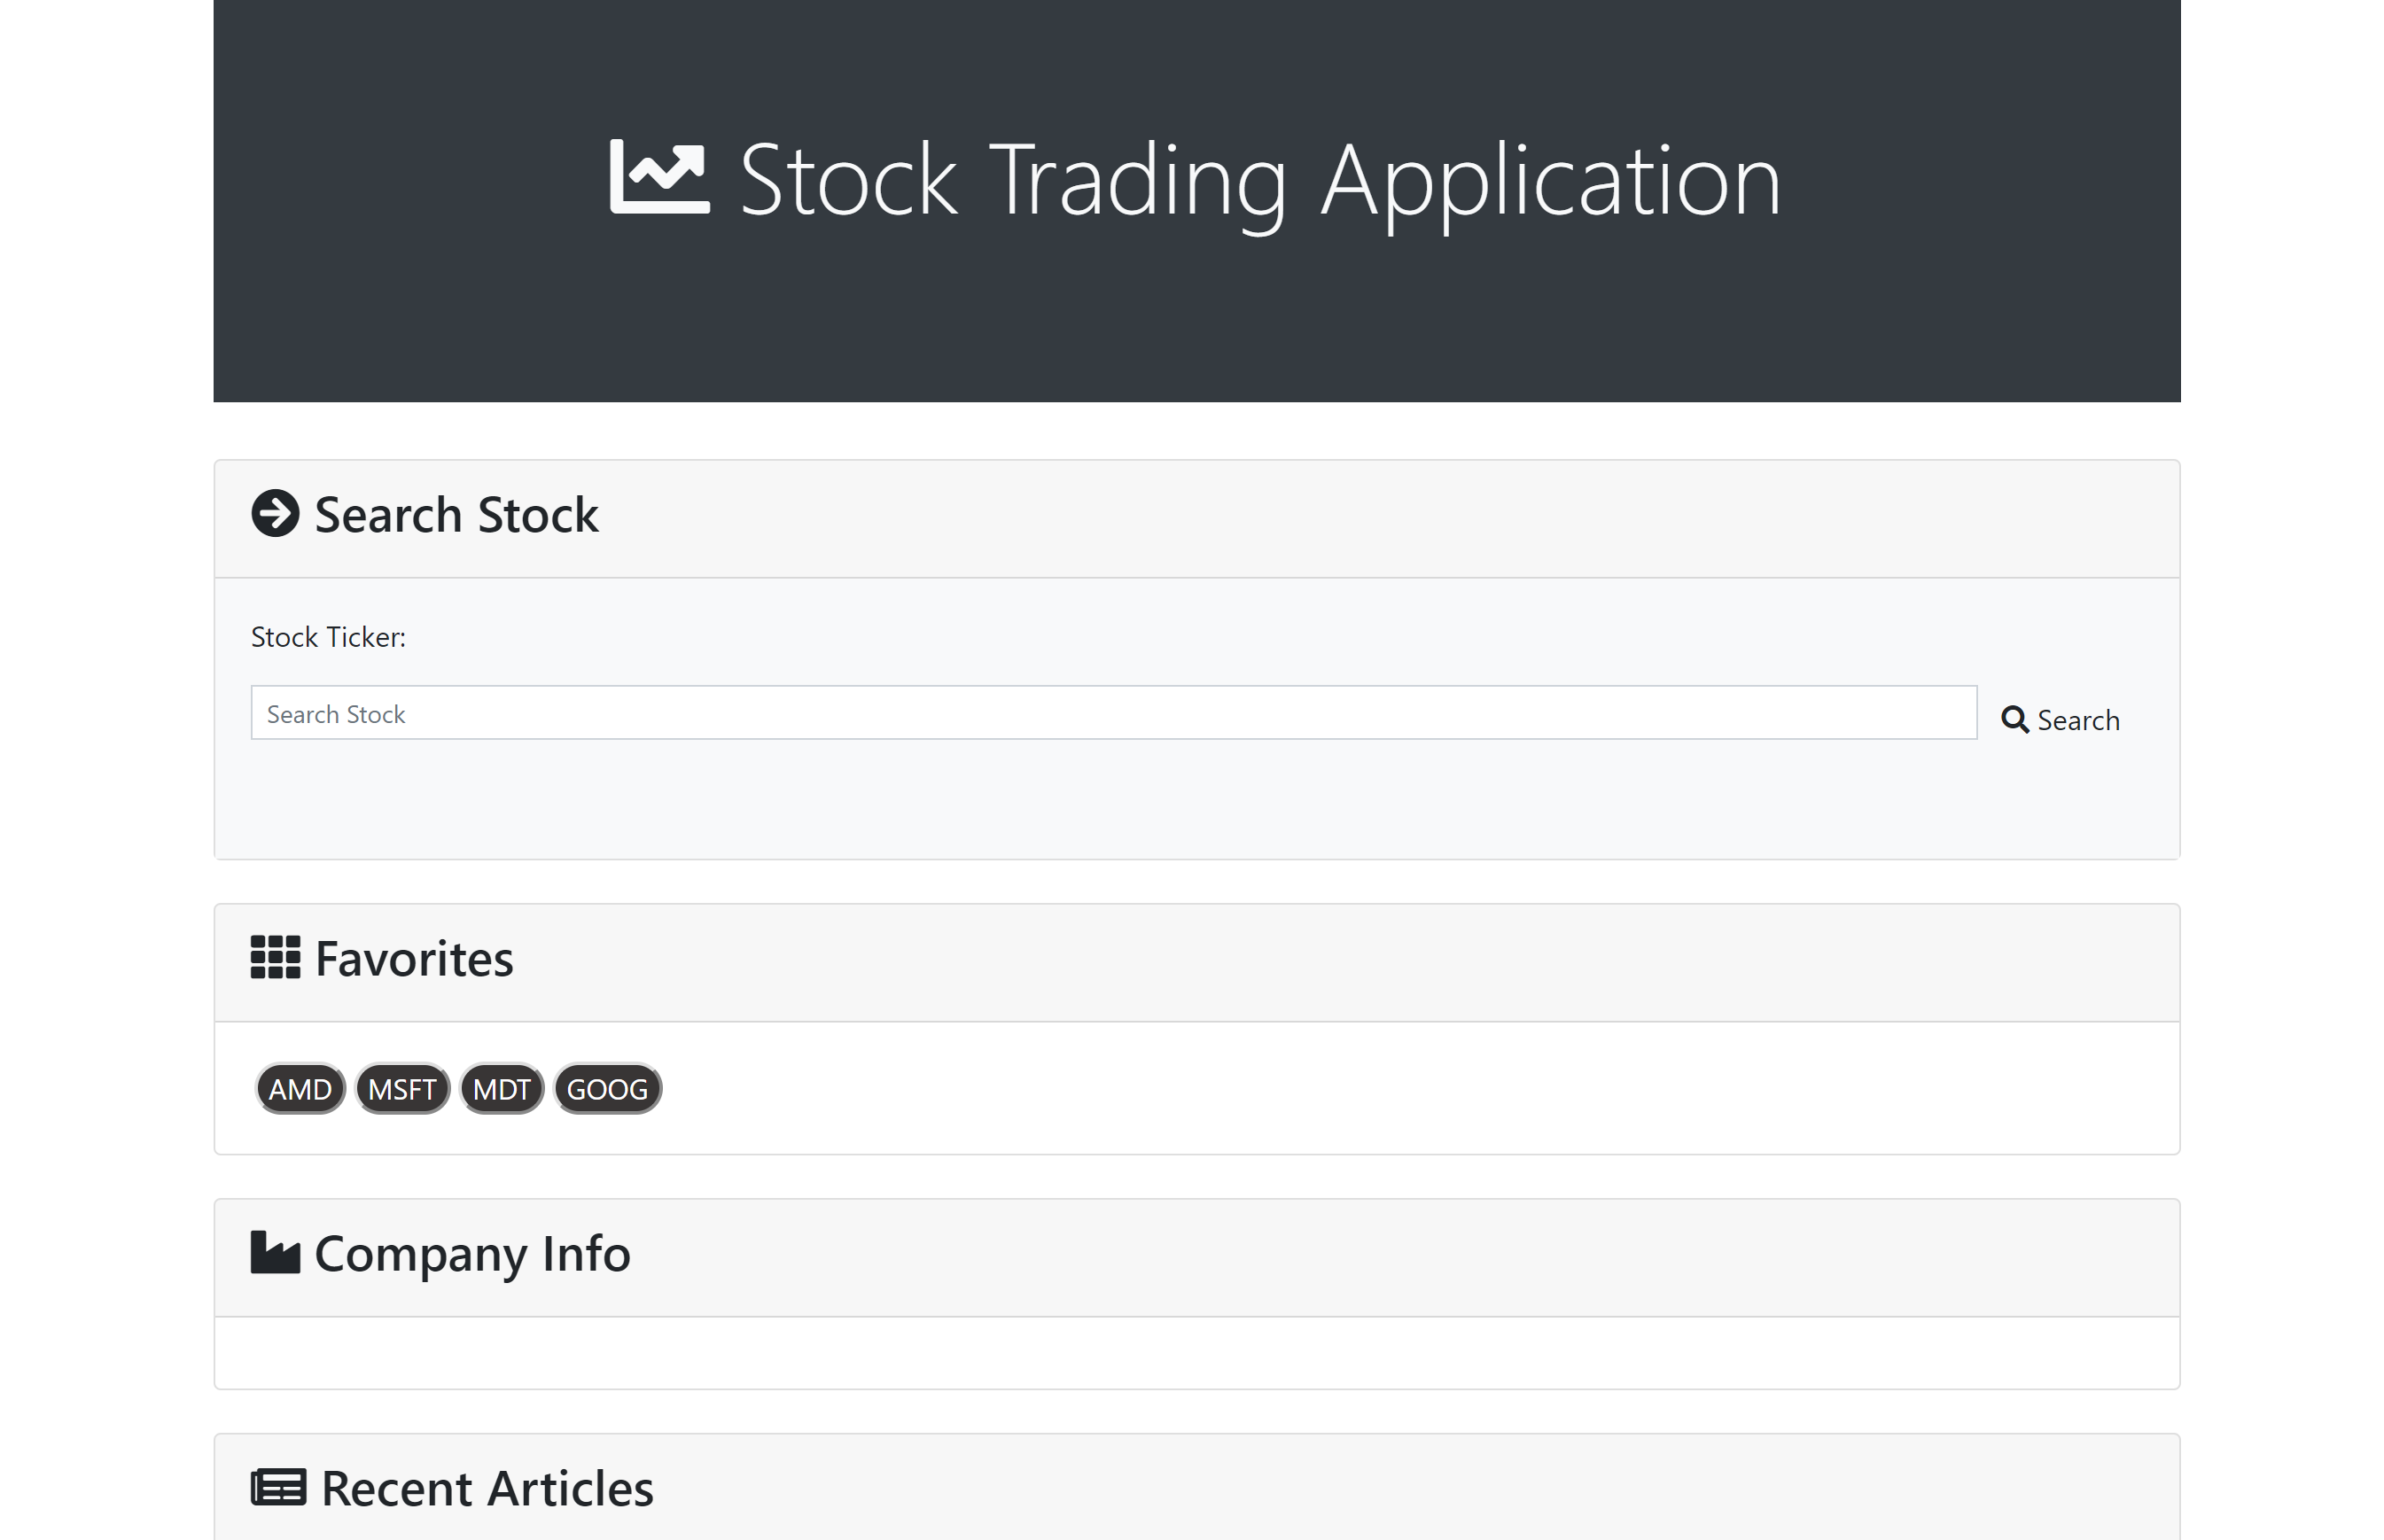 Stock Trading Application
Search Stock
Stock Ticker:
Search Stock
Search
Favorites
AMD MSFT MDT GOOG
Company Info
Recent Articles